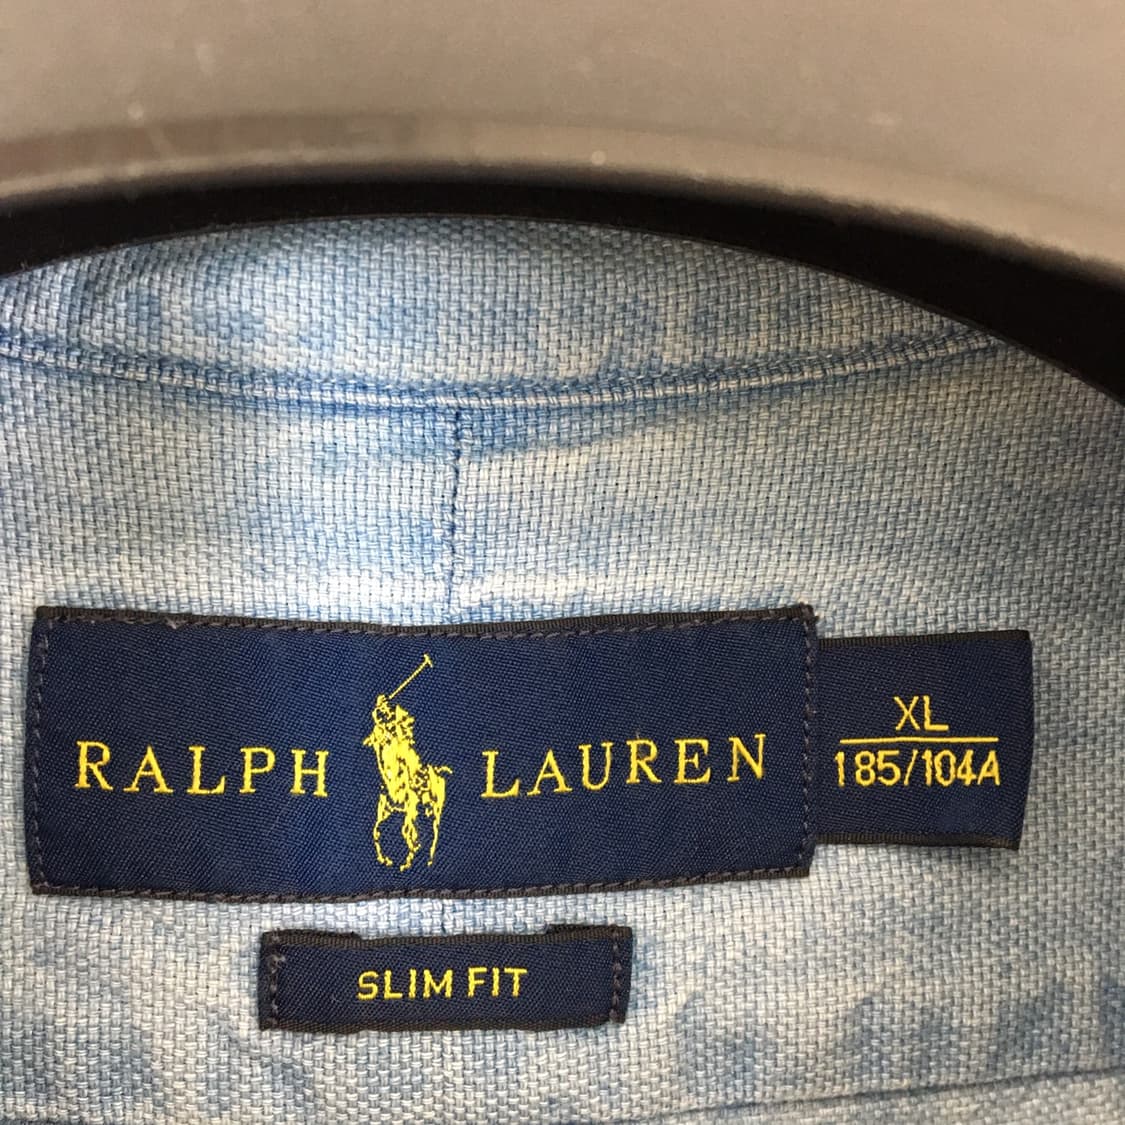 RALPH LAUREN
XL
185/104A
SLIM FIT